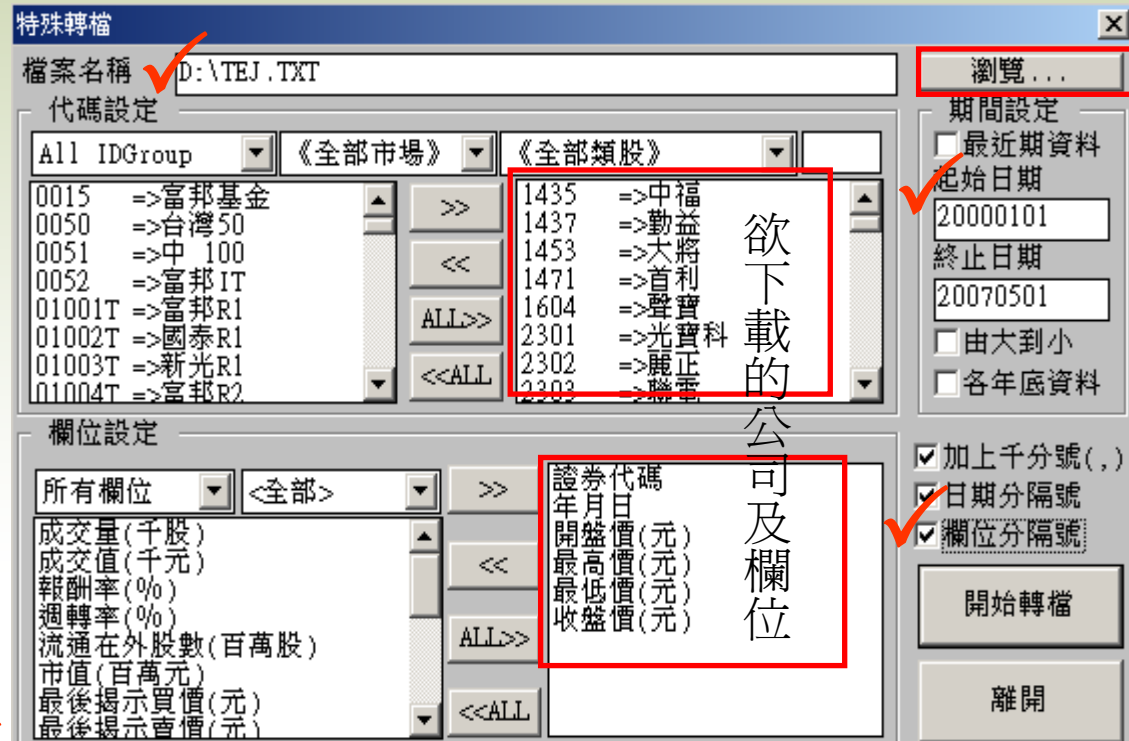 特殊轉檔
檔案名稱 D:\TEJ.TXT 瀏覽...
代碼設定
All IDGroup 《全部市場》 《全部類股》
0015 =>富邦基金
0050 =>台灣50
0051 =>中 100
0052 =>富邦IT
01001T =>富邦R1
01002T =>國泰R1
01003T =>新光R1
01004T =>富邦R2
>>
<<
ALL>>
<<ALL
1435 =>中福
1437 =>勤益
1453 =>大將
1471 =>首利
1604 =>聲寶
2301 =>光寶科
2302 =>麗正
2303 =>聯電
欲下載的公司及欄位
期間設定
最近期資料
起始日期
20000101
終止日期
20070501
由大到小
各年底資料
欄位設定
所有欄位 <全部>
成交量(千股)
成交值(千元)
報酬率(%)
週轉率(%)
流通在外股數(百萬股)
市值(百萬元)
最後揭示買價(元)
最後揭示賣價(元)
>>
<<
ALL>>
<<ALL
證券代碼
年月日
開盤價(元)
最高價(元)
最低價(元)
收盤價(元)
加上千分號(,)
日期分隔號
欄位分隔號
開始轉檔
離開